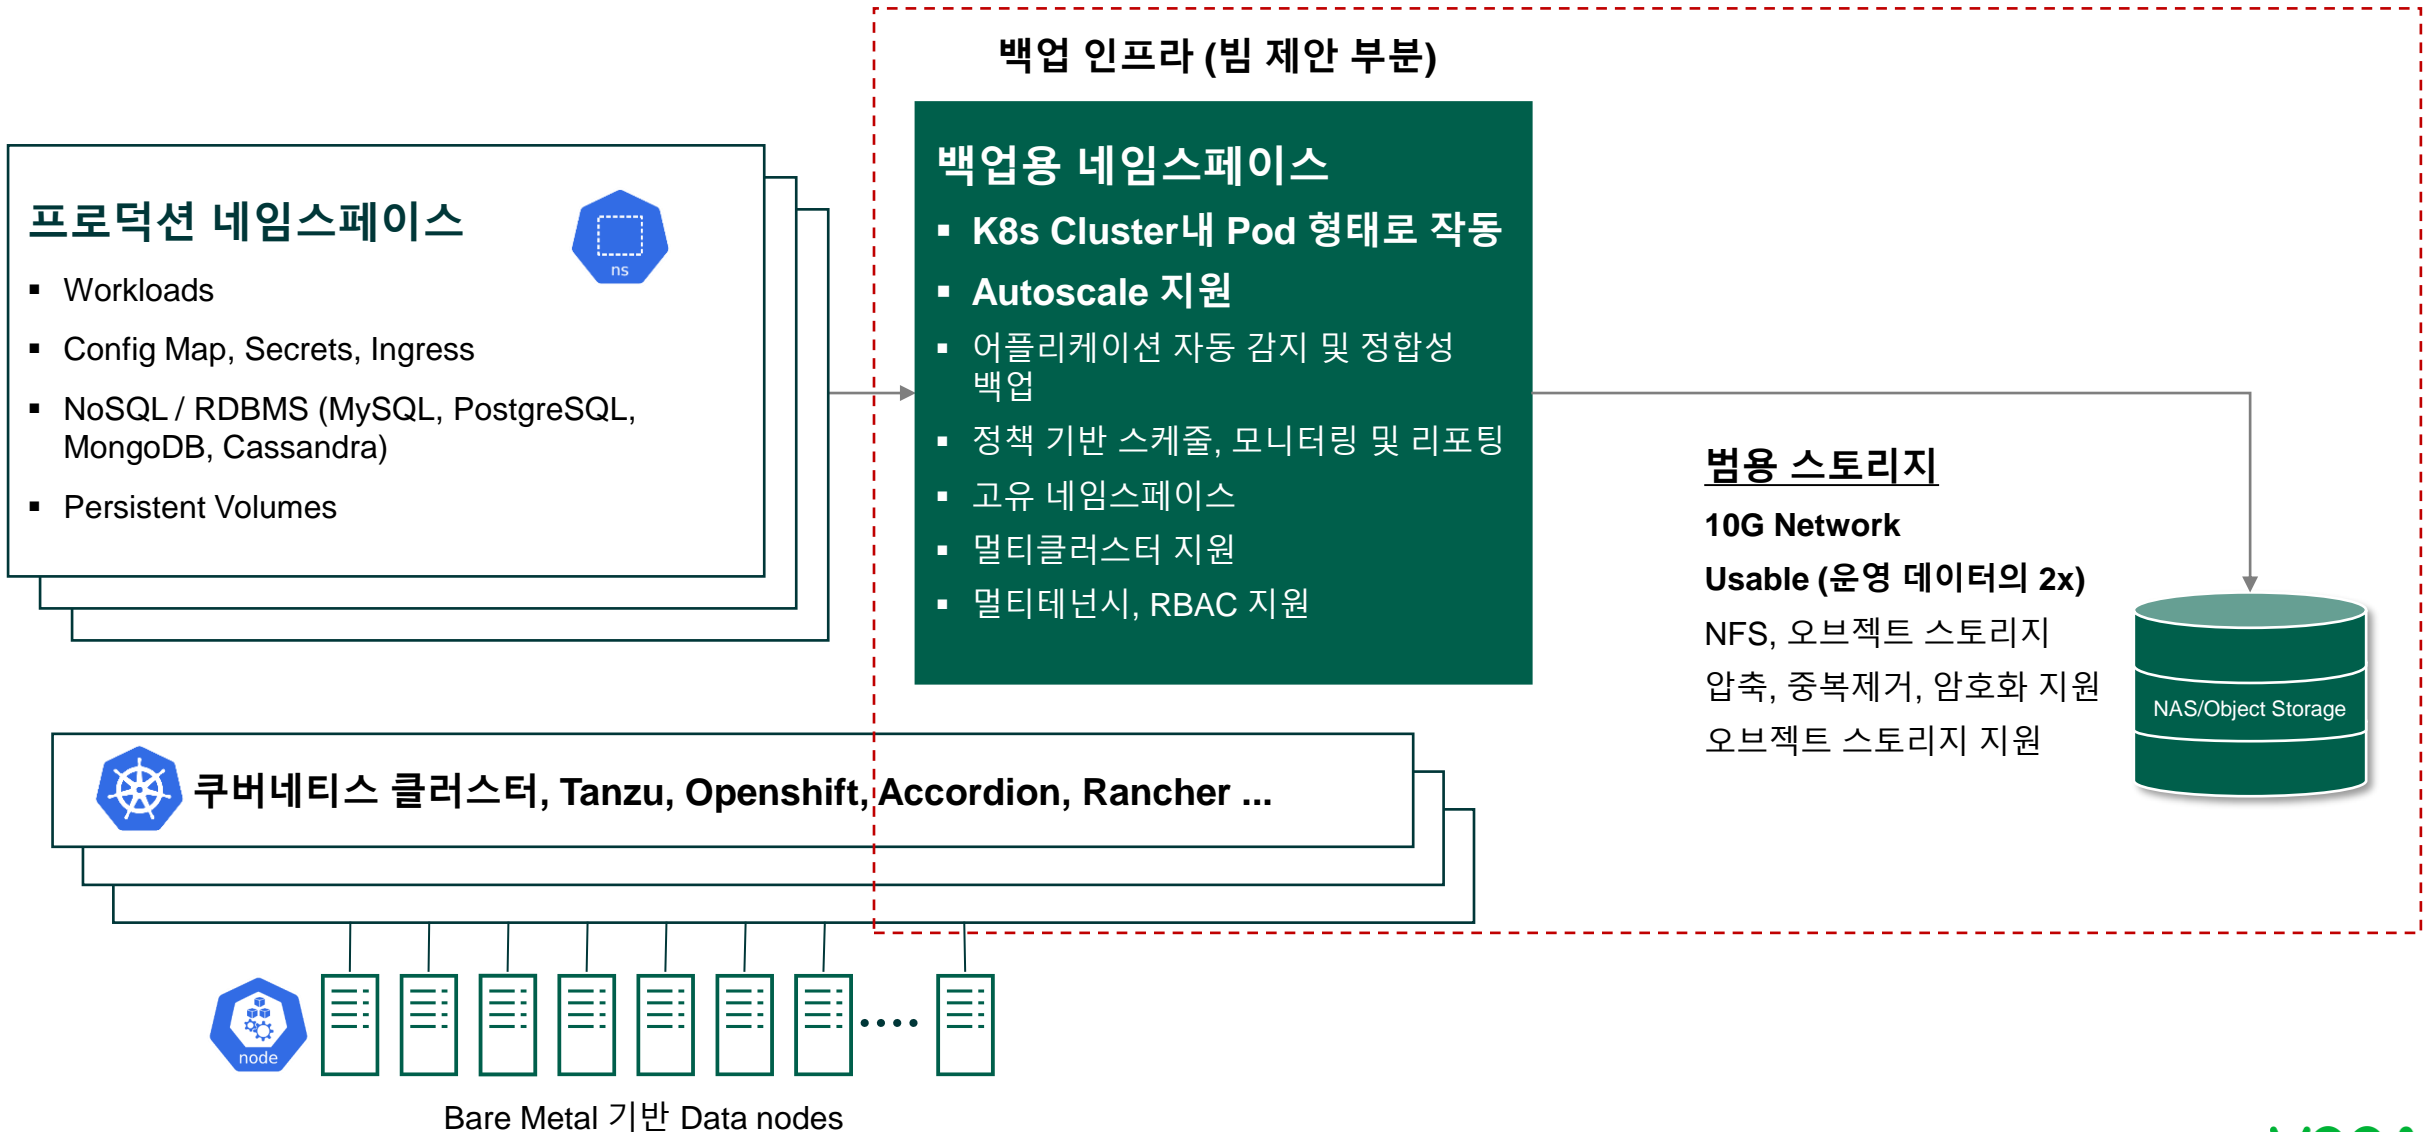 백업 인프라 (빔 제안 부분)
프로덕션 네임스페이스
ns
▪ Workloads
▪ Config Map, Secrets, Ingress
▪ NoSQL / RDBMS (MySQL, PostgreSQL,
MongoDB, Cassandra)
▪ Persistent Volumes
백업용 네임스페이스
▪ K8s Cluster내 Pod 형태로 작동
▪ Autoscale 지원
▪ 어플리케이션 자동 감지 및 정합성
백업
▪ 정책 기반 스케줄, 모니터링 및 리포팅
▪ 고유 네임스페이스
▪ 멀티클러스터 지원
▪ 멀티테넌시, RBAC 지원
범용 스토리지
10G Network
Usable (운영 데이터의 2x)
NFS, 오브젝트 스토리지
압축, 중복제거, 암호화 지원
오브젝트 스토리지 지원
NAS/Object Storage
쿠버네티스 클러스터, Tanzu, Openshift, Accordion, Rancher ...
node
Bare Metal 기반 Data nodes